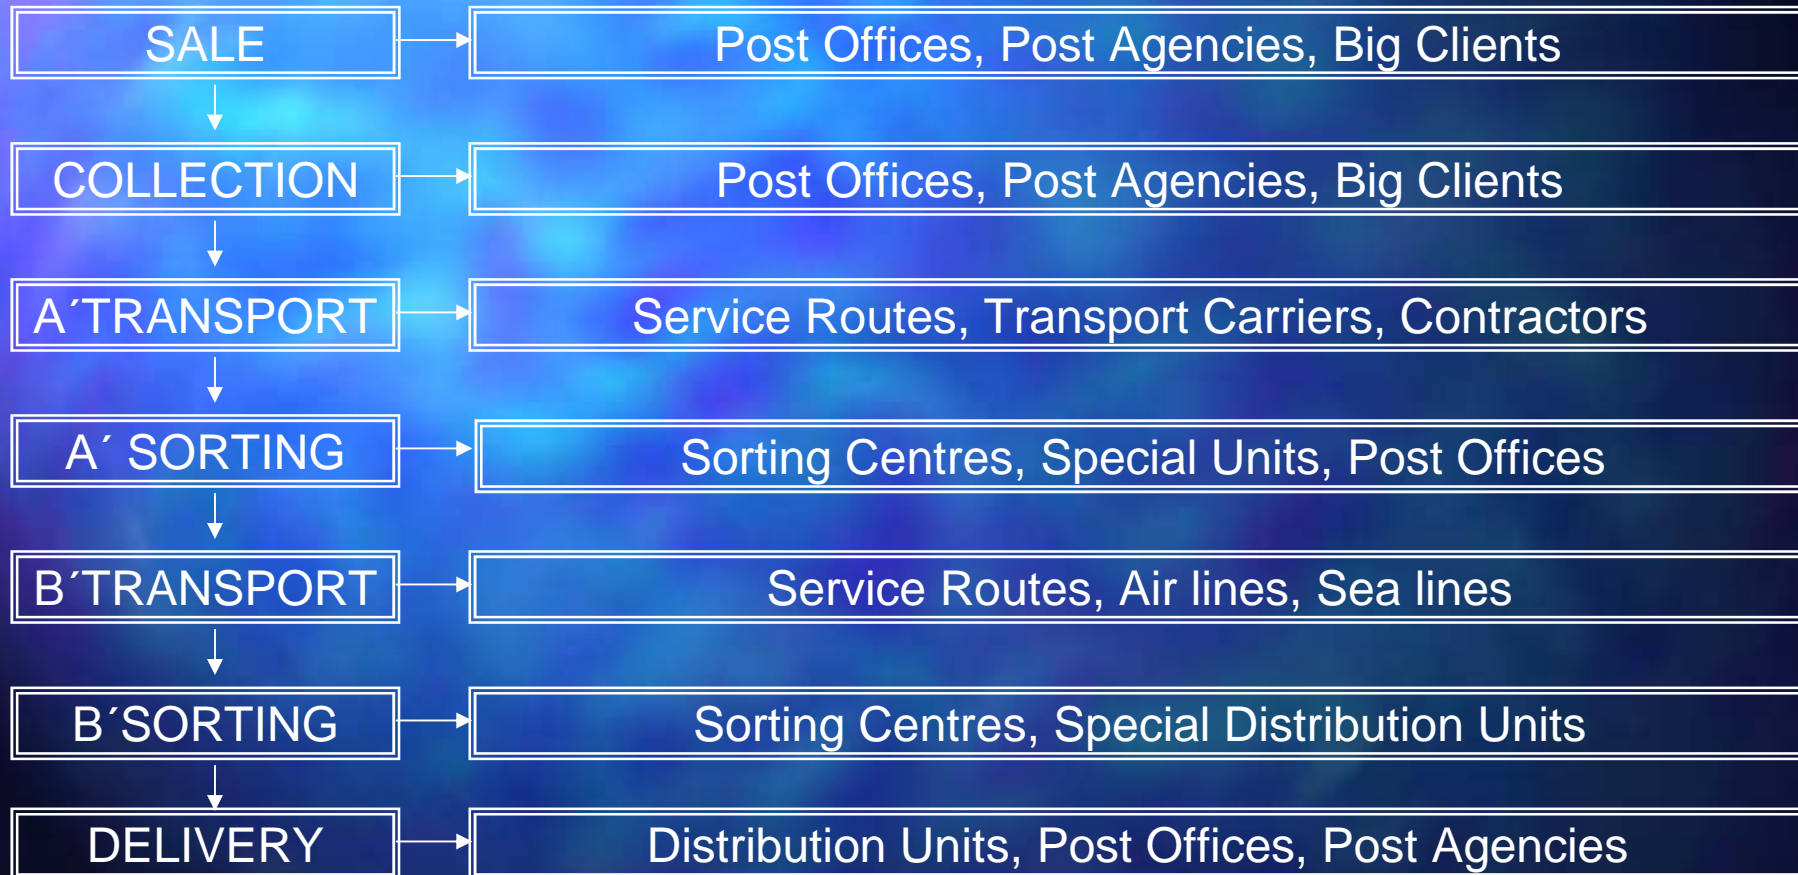 SALE
Post Offices, Post Agencies, Big Clients
COLLECTION
Post Offices, Post Agencies, Big Clients
A´TRANSPORT
Service Routes, Transport Carriers, Contractors
A´ SORTING
Sorting Centres, Special Units, Post Offices
B´TRANSPORT
Service Routes, Air lines, Sea lines
B´SORTING
Sorting Centres, Special Distribution Units
DELIVERY
Distribution Units, Post Offices, Post Agencies